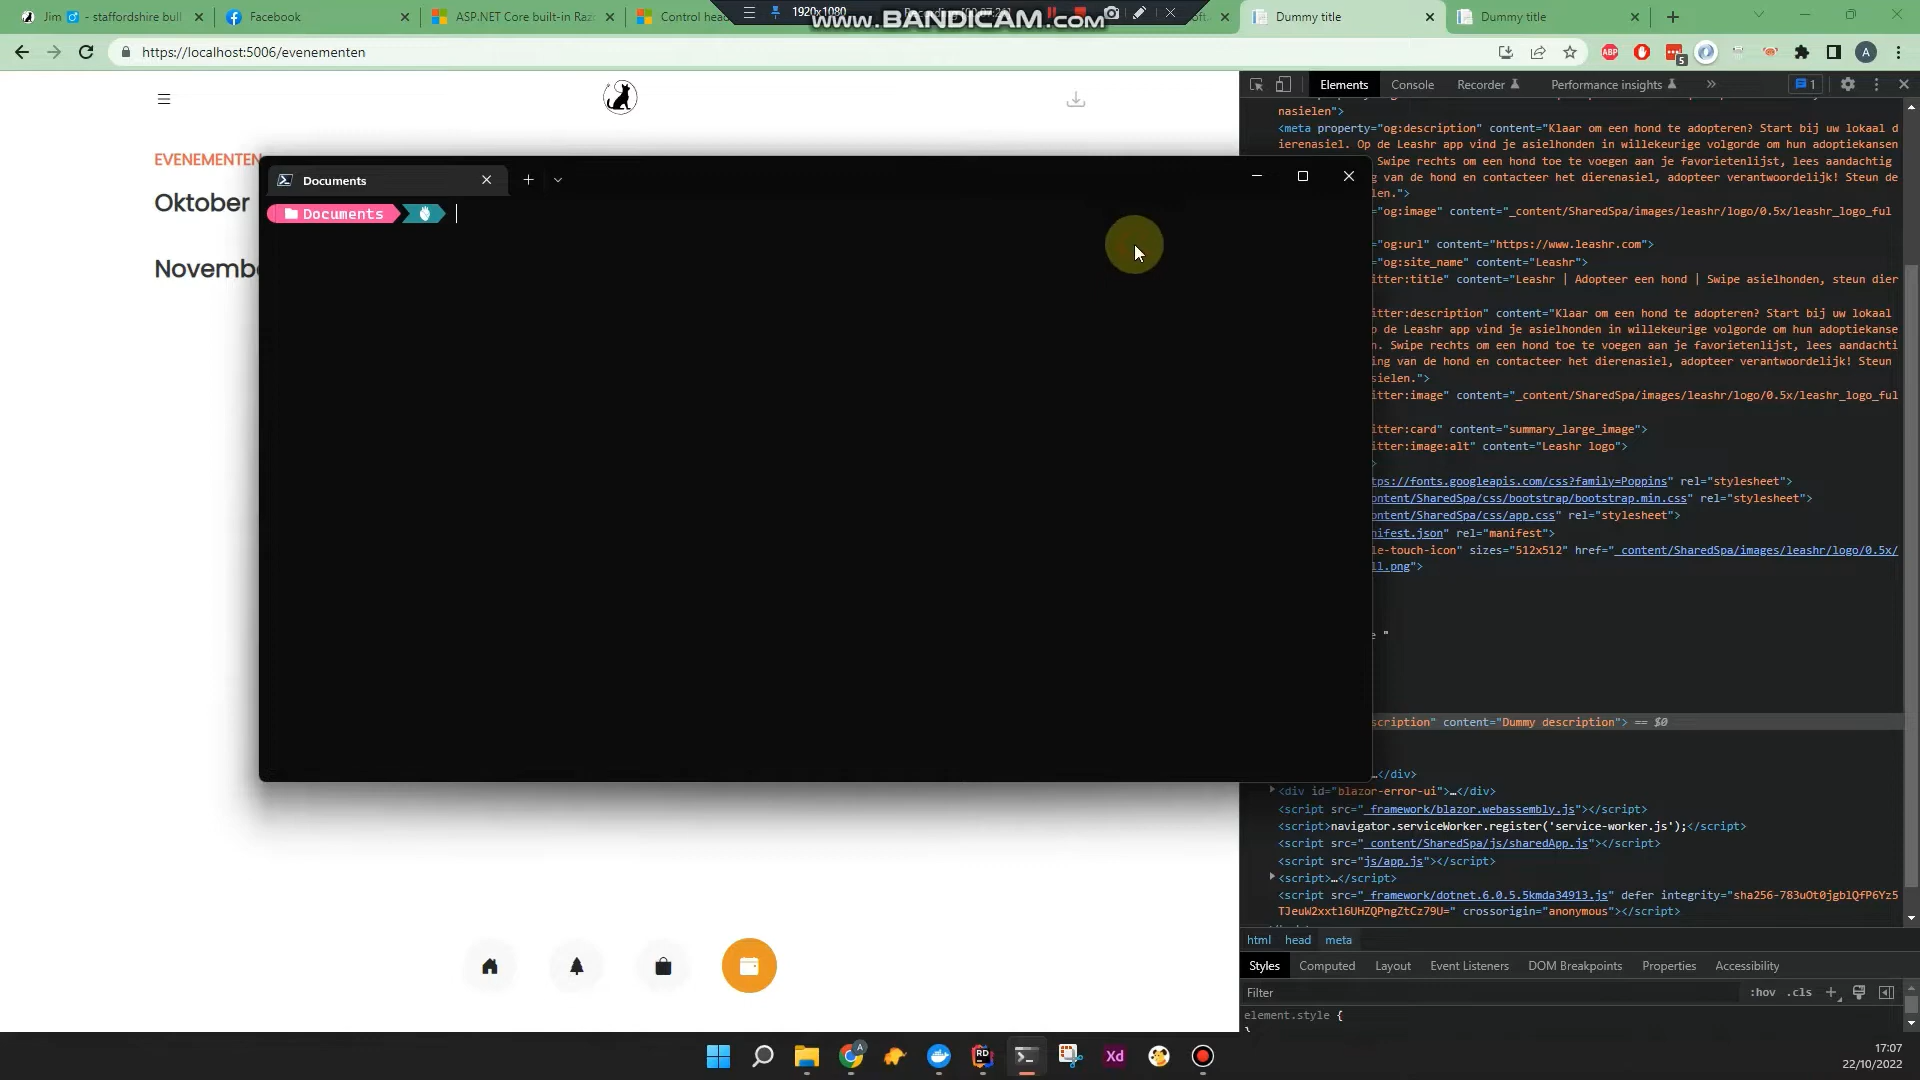 Jim - staffordshire bull
Facebook
ASP.NET Core built-in Raz
Control head
1920x1080
www.BANDICAM.com
Dummy title
Dummy title
https://localhost:5006/evenementen
ABP
5
A
EVENEMENTEN
Oktober
Novembe
Documents
Documents
Elements
Console
Recorder
Performance insights
1
nasielen">
<meta property="og:description" content="Klaar om een hond te adopteren? Start bij uw lokaal d
ierenasiel. Op de Leashr app vind je asielhonden in willekeurige volgorde om hun adoptiekansen
Swipe rechts om een hond toe te voegen aan je favorietenlijst, lees aandachtig
g van de hond en contacteer het dierenasiel, adopteer verantwoordelijk! Steun de
len.">
"og:image" content="_content/SharedSpa/images/leashr/logo/0.5x/leashr_logo_ful
"og:url" content="https://www.leashr.com">
"og:site_name" content="Leashr">
itter:title" content="Leashr | Adopteer een hond | Swipe asielhonden, steun dier
itter:description" content="Klaar om een hond te adopteren? Start bij uw lokaal
p de Leashr app vind je asielhonden in willekeurige volgorde om hun adoptiekanse
n. Swipe rechts om een hond toe te voegen aan je favorietenlijst, lees aandachti
ing van de hond en contacteer het dierenasiel, adopteer verantwoordelijk! Steun
sielen.">
itter:image" content="_content/SharedSpa/images/leashr/logo/0.5x/leashr_logo_ful
itter:card" content="summary_large_image">
itter:image:alt" content="Leashr logo">
>
tps://fonts.googleapis.com/css?family=Poppins" rel="stylesheet">
ontent/SharedSpa/css/bootstrap/bootstrap.min.css" rel="stylesheet">
ontent/SharedSpa/css/app.css" rel="stylesheet">
nifest.json" rel="manifest">
le-touch-icon" sizes="512x512" href="_content/SharedSpa/images/leashr/logo/0.5x/
ll.png">
e "
scription" content="Dummy description"> == $0
…</div>
<div id="blazor-error-ui">…</div>
<script src="_framework/blazor.webassembly.js"></script>
<script>navigator.serviceWorker.register('service-worker.js');</script>
<script src="_content/SharedSpa/js/sharedApp.js"></script>
<script src="js/app.js"></script>
<script>…</script>
<script src="_framework/dotnet.6.0.5.5kmda34913.js" defer integrity="sha256-783uOt0jgblQfP6Yz5
TJeuW2xxtl6UHZQPngZtCz79U=" crossorigin="anonymous"></script>
html head meta
Styles
Computed
Layout
Event Listeners
DOM Breakpoints
Properties
Accessibility
Filter
:hov .cls
element.style {
}
A
RD
Xd
17:07
22/10/2022